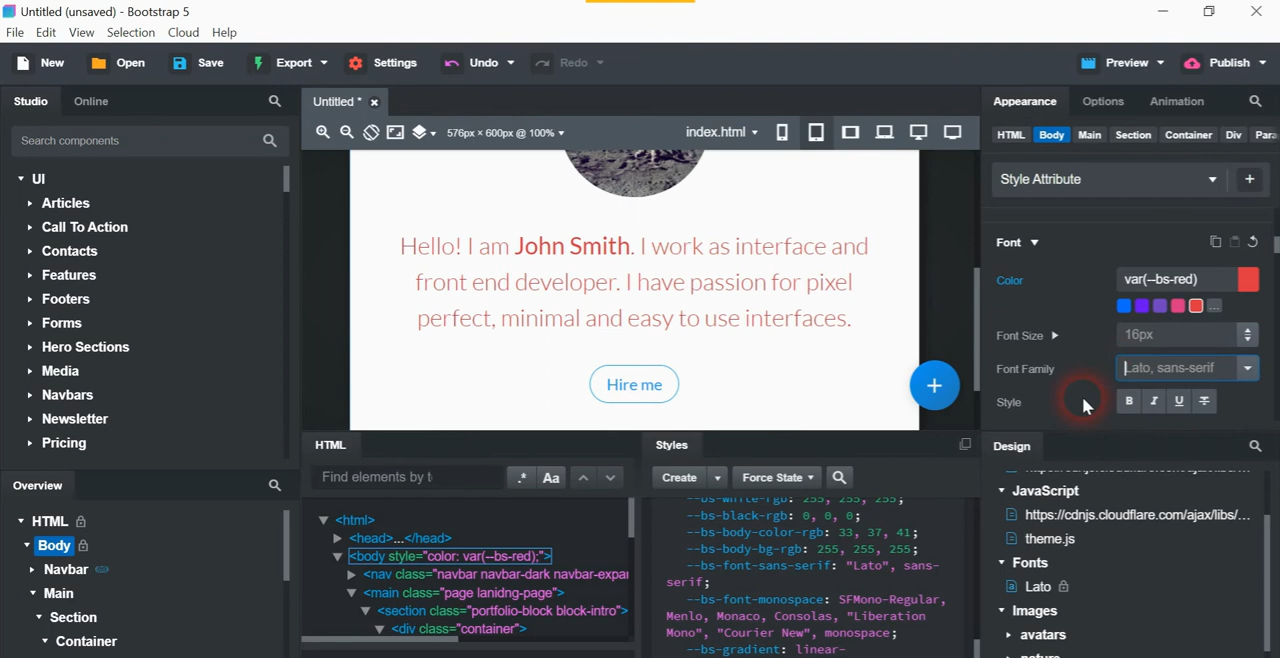 Untitled (unsaved) - Bootstrap 5
File Edit View Selection Cloud Help
New Open Save Export Settings Undo Redo Preview Publish
Studio Online
Search components
UI
Articles
Call To Action
Contacts
Features
Footers
Forms
Hero Sections
Media
Navbars
Newsletter
Pricing
Overview
HTML
Body
Navbar
Main
Section
Container
Untitled *
576px × 600px @ 100% index.html
Hello! I am John Smith. I work as interface and
front end developer. I have passion for pixel
perfect, minimal and easy to use interfaces.
Hire me
+
HTML
Find elements by t .* Aa
<html>
<head>...</head>
<body style="color: var(--bs-red);">
<nav class="navbar navbar-dark navbar-expar
<main class="page lanidng-page">
<section class="portfolio-block block-intro">
<div class="container">
Styles
Create Force State
--bs-white-rgb: 255, 255, 255;
--bs-black-rgb: 0, 0, 0;
--bs-body-color-rgb: 33, 37, 41;
--bs-body-bg-rgb: 255, 255, 255;
--bs-font-sans-serif: "Lato", sans-
serif;
--bs-font-monospace: SFMono-Regular,
Menlo, Monaco, Consolas, "Liberation
Mono", "Courier New", monospace;
--bs-gradient: linear-
Appearance Options Animation
HTML Body Main Section Container Div Para
Style Attribute +
Font
Color var(--bs-red)
...
Font Size 16px
Font Family Lato, sans-serif
Style B I U S
Design
JavaScript
https://cdnjs.cloudflare.com/ajax/libs/...
theme.js
Fonts
a Lato
Images
avatars